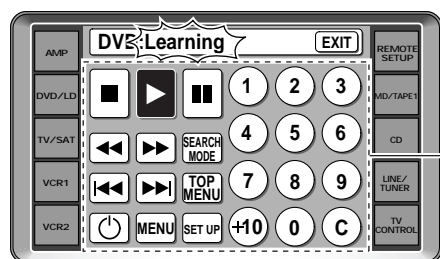 DVD:Learning EXIT
AMP
DVD/LD
TV/SAT
VCR1
VCR2
1 2 3
4 5 6
7 8 9
+10 0 C
SEARCH
MODE
TOP
MENU
MENU
SET UP
REMOTE
SETUP
MD/TAPE1
CD
LINE/
TUNER
TV
CONTROL